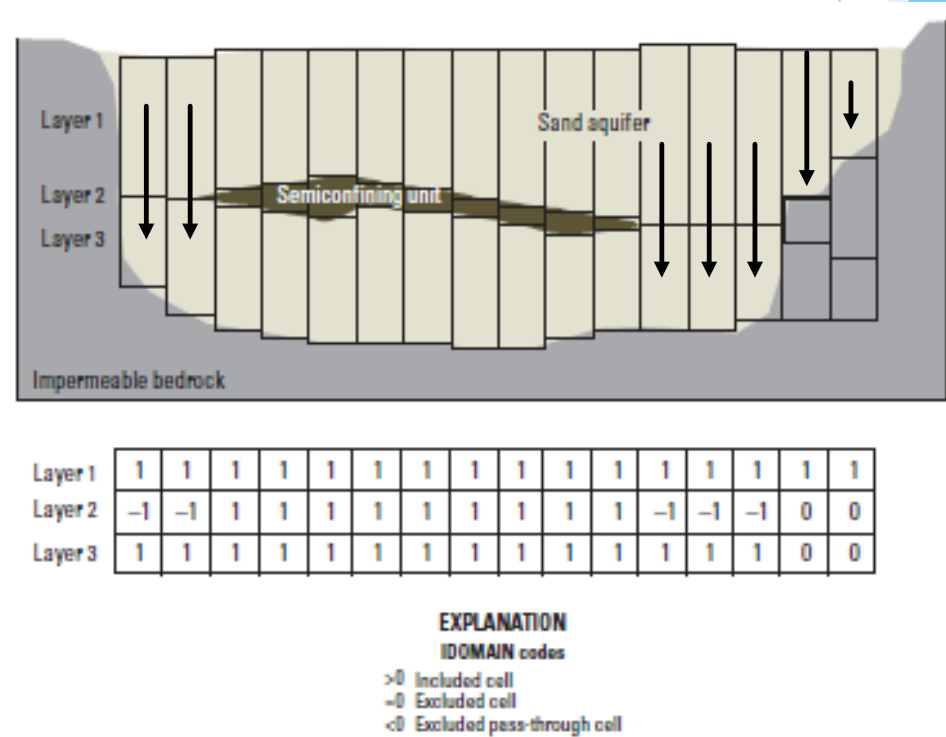 Layer 1
Sand aquifer
Layer 2
Semiconfining unit
Layer 3
Impermeable bedrock
Layer 1 1 1 1 1 1 1 1 1 1 1 1 1 1 1 1 1
Layer 2 –1 –1 1 1 1 1 1 1 1 1 1 –1 –1 –1 0 0
Layer 3 1 1 1 1 1 1 1 1 1 1 1 1 1 1 0 0
EXPLANATION
IDOMAIN codes
>0 Included cell
=0 Excluded cell
<0 Excluded pass-through cell